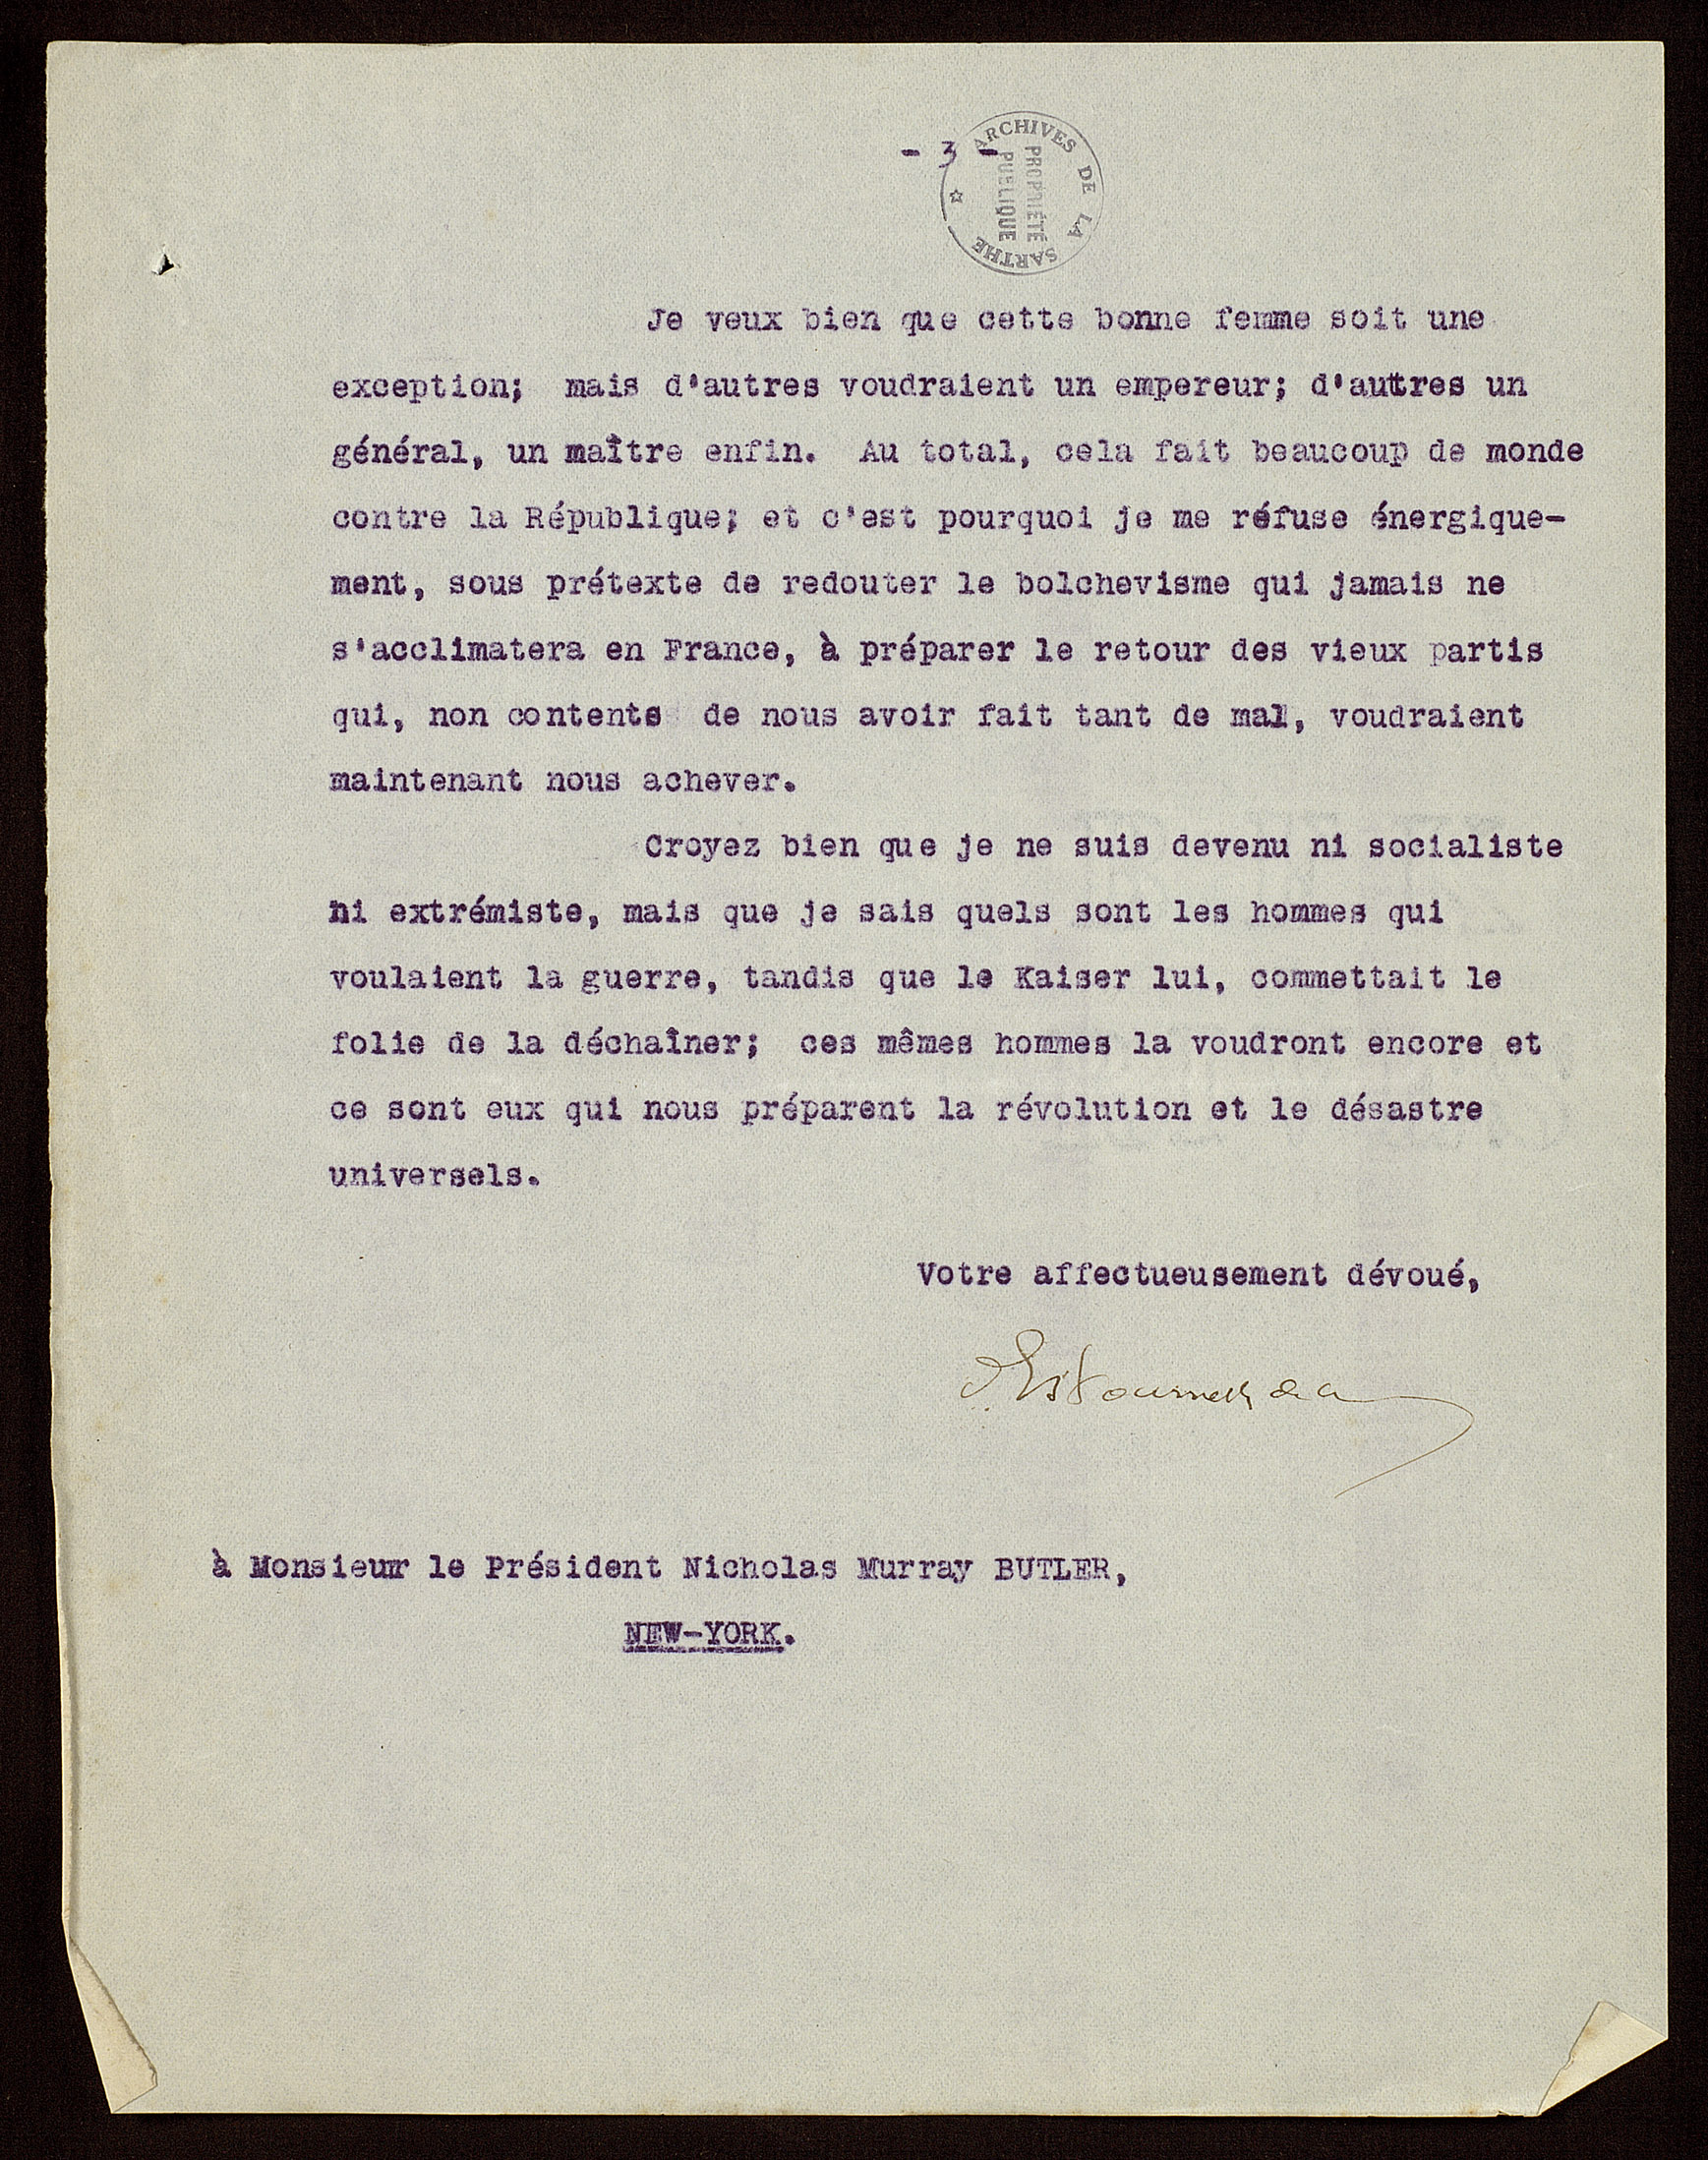 - 3 -
ARCHIVES DE LA SARTHE
PROPRIÉTÉ
PUBLIQUE
Je veux bien que cette bonne femme soit une
exception; mais d'autres voudraient un empereur; d'autres un
général, un maître enfin. Au total, cela fait beaucoup de monde
contre la République; et c'est pourquoi je me réfuse énergique-
ment, sous prétexte de redouter le bolchevisme qui jamais ne
s'acclimatera en France, à préparer le retour des vieux partis
qui, non contents de nous avoir fait tant de mal, voudraient
maintenant nous achever.
Croyez bien que je ne suis devenu ni socialiste
ni extrémiste, mais que je sais quels sont les hommes qui
voulaient la guerre, tandis que le Kaiser lui, commettait le
folie de la déchaîner; ces mêmes hommes la voudront encore et
ce sont eux qui nous préparent la révolution et le désastre
universels.
Votre affectueusement dévoué,
d'Estournelles de C
à Monsieur le Président Nicholas Murray BUTLER,
NEW-YORK.